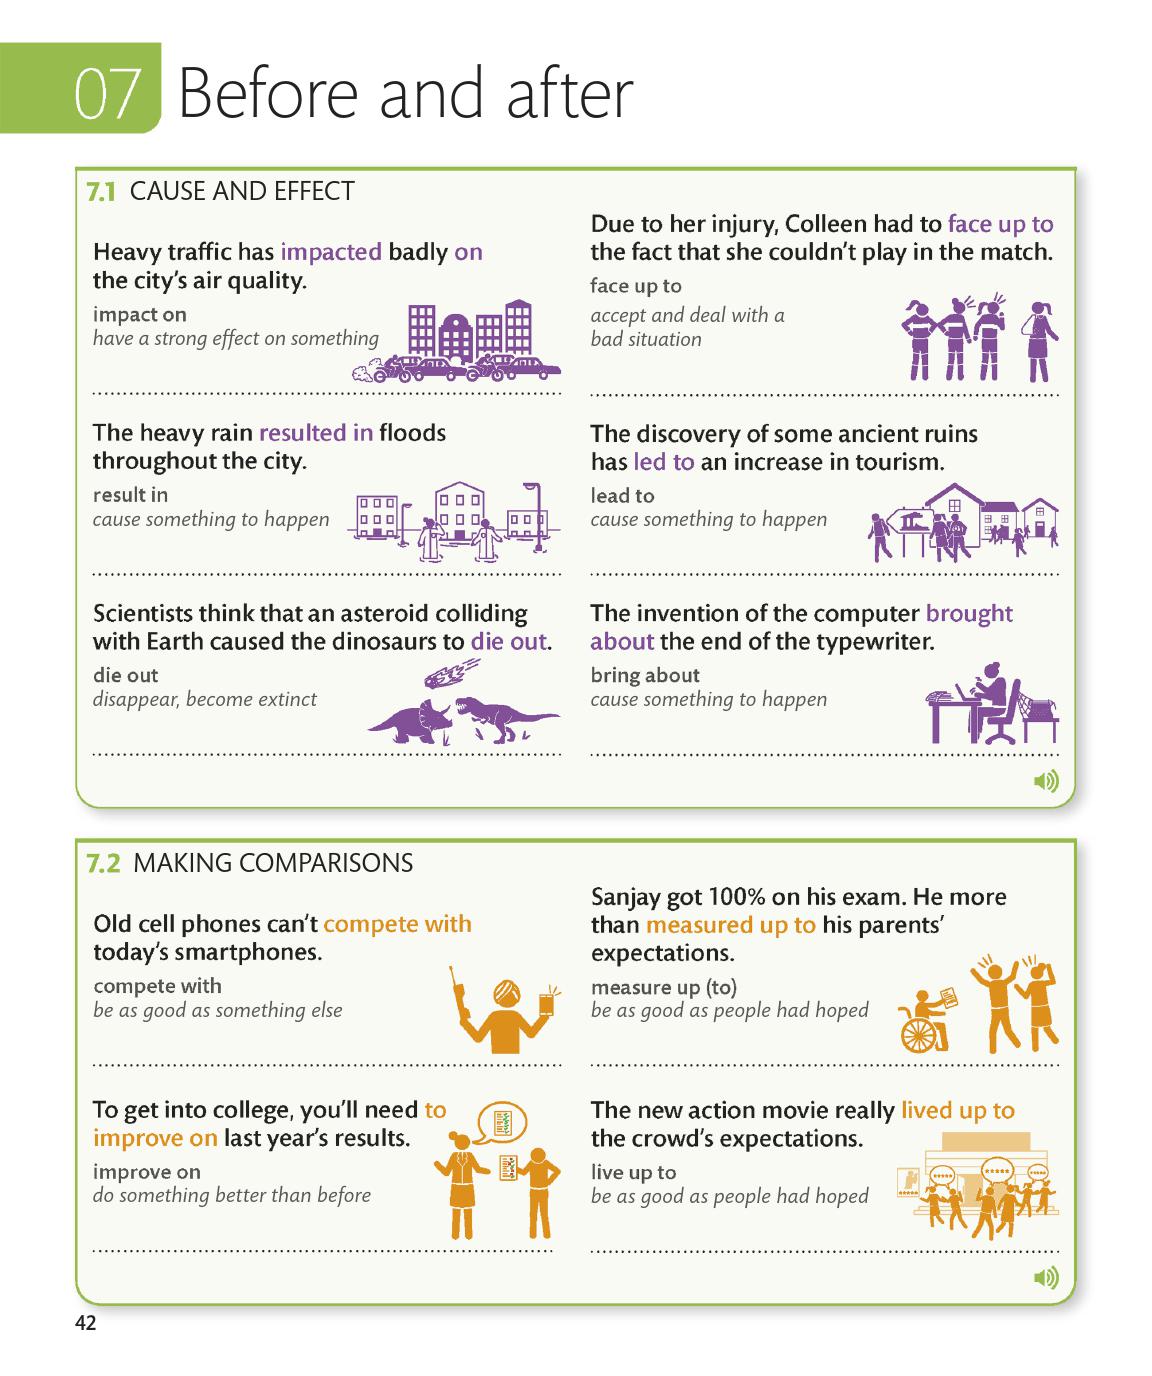 07 Before and after
7.1 CAUSE AND EFFECT
Heavy traffic has impacted badly on
the city's air quality.
impact on
have a strong effect on something
Due to her injury, Colleen had to face up to
the fact that she couldn't play in the match.
face up to
accept and deal with a
bad situation
The heavy rain resulted in floods
throughout the city.
result in
cause something to happen
The discovery of some ancient ruins
has led to an increase in tourism.
lead to
cause something to happen
Scientists think that an asteroid colliding
with Earth caused the dinosaurs to die out.
die out
disappear, become extinct
The invention of the computer brought
about the end of the typewriter.
bring about
cause something to happen
7.2 MAKING COMPARISONS
Old cell phones can't compete with
today's smartphones.
compete with
be as good as something else
Sanjay got 100% on his exam. He more
than measured up to his parents'
expectations.
measure up (to)
be as good as people had hoped
To get into college, you'll need to
improve on last year's results.
improve on
do something better than before
The new action movie really lived up to
the crowd's expectations.
live up to
be as good as people had hoped
42